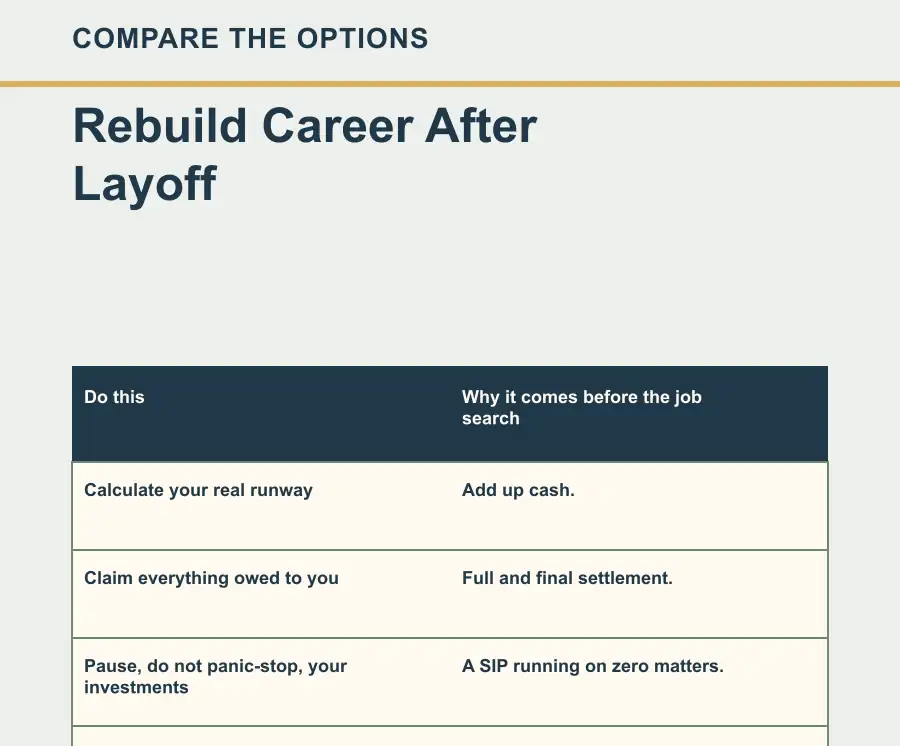 COMPARE THE OPTIONS
Rebuild Career After
Layoff
Do this
Why it comes before the job
search
Calculate your real runway
Add up cash.
Claim everything owed to you
Full and final settlement.
Pause, do not panic-stop, your
investments
A SIP running on zero matters.